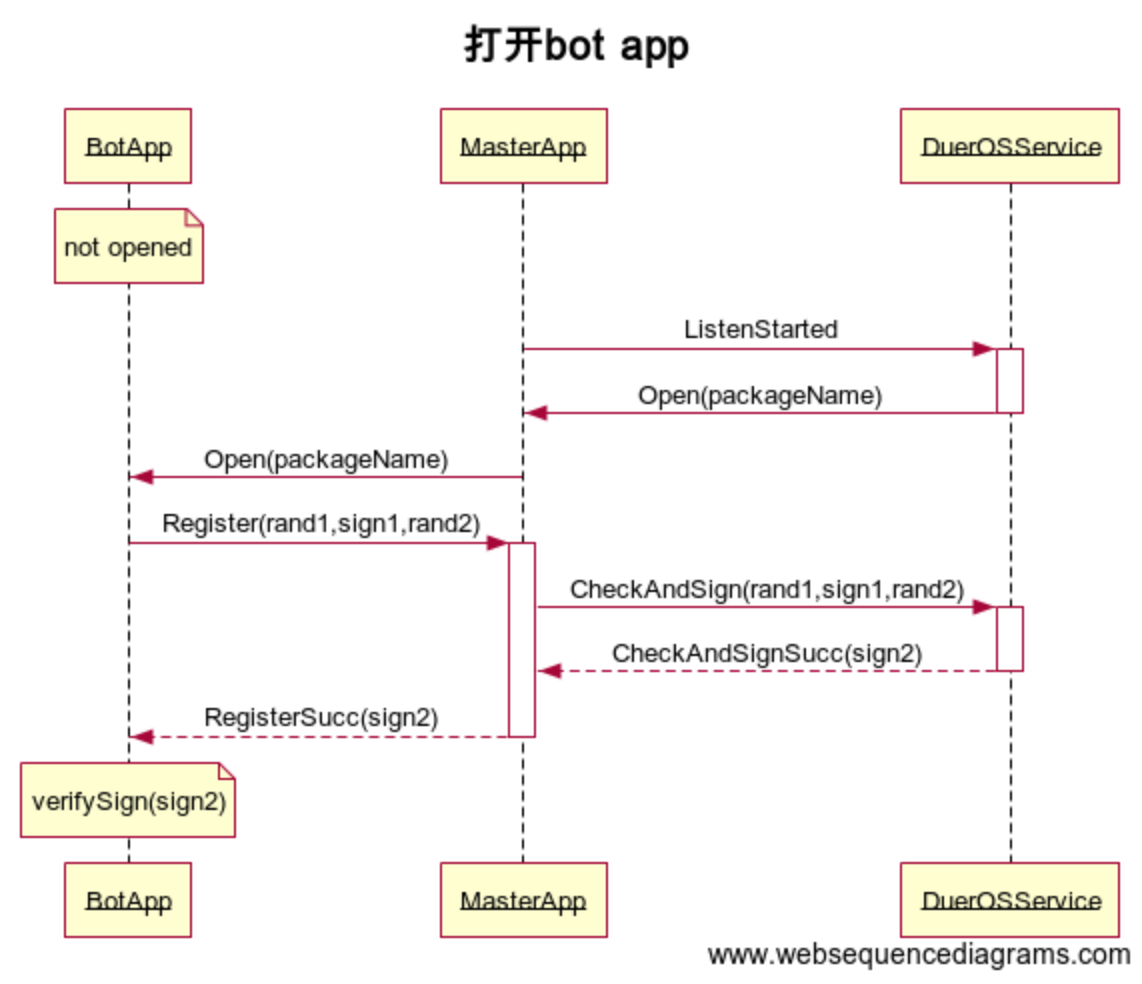 打开bot app
BotApp
MasterApp
DuerOSService
not opened
ListenStarted
Open(packageName)
Open(packageName)
Register(rand1,sign1,rand2)
CheckAndSign(rand1,sign1,rand2)
CheckAndSignSucc(sign2)
RegisterSucc(sign2)
verifySign(sign2)
BotApp
MasterApp
DuerOSService
www.websequencediagrams.com